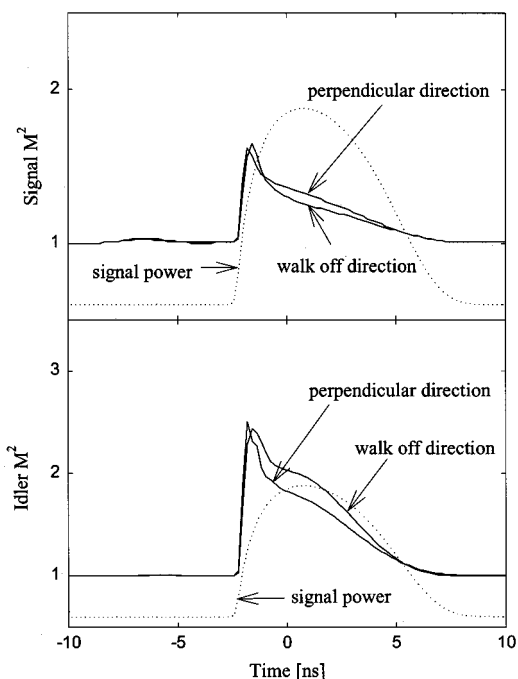 2
perpendicular direction
Signal M²
1
signal power
walk off direction
3
perpendicular direction
walk off direction
Idler M²
2
1
signal power
-10
-5
0
5
10
Time [ns]